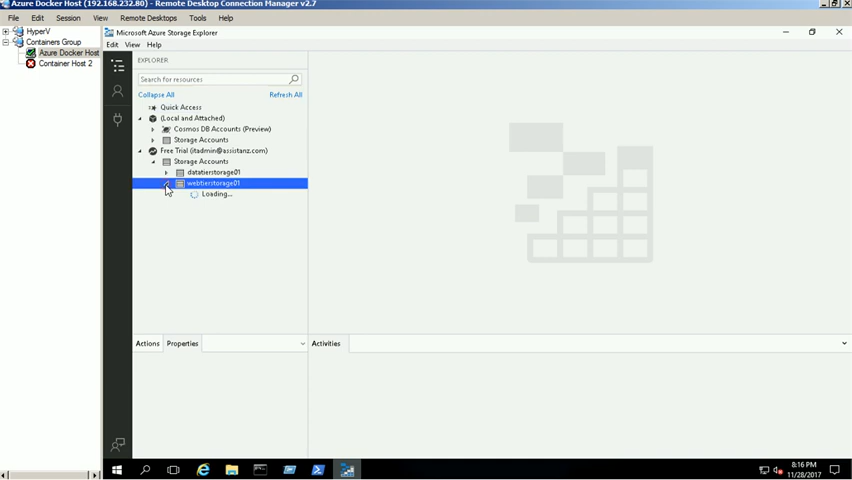 Azure Docker Host (192.168.232.80) - Remote Desktop Connection Manager v2.7
File Edit Session View Remote Desktops Tools Help
HyperV
Containers Group
Azure Docker Host
Container Host 2
Microsoft Azure Storage Explorer
Edit View Help
EXPLORER
Search for resources
Collapse All Refresh All
Quick Access
(Local and Attached)
Cosmos DB Accounts (Preview)
Storage Accounts
Free Trial (itadmin@assistanz.com)
Storage Accounts
datatierstorage01
webtierstorage01
Loading...
Actions Properties Activities
8:16 PM
11/28/2017